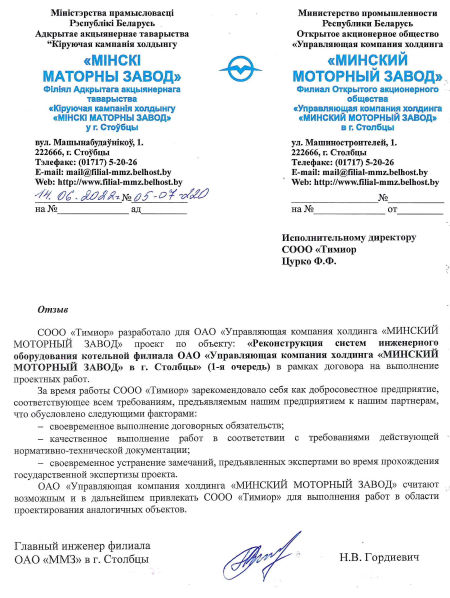 Міністэрства прамысловасці
Рэспублікі Беларусь
Адкрытае акцыянернае таварыства
"Кіруючая кампанія холдынгу
«МІНСКІ
МАТОРНЫ ЗАВОД»
Філіял Адкрытага акцыянернага
таварыства
«Кіруючая кампанія холдынгу
«МІНСКІ МАТОРНЫ ЗАВОД»
у г. Стоўбцы
вул. Машынабудаўнікоў, 1.
222666, г. Стоўбцы
Тэлефакс: (01717) 5-20-26
E-mail: mail@filial-mmz.belhost.by
Web: http://www.filial-mmz.belhost.by
14.06.2022г № 05-07-220
на №____________ ад__________
Министерство промышленности
Республики Беларусь
Открытое акционерное общество
«Управляющая компания холдинга
«МИНСКИЙ
МОТОРНЫЙ ЗАВОД»
Филиал Открытого акционерного
общества
«Управляющая компания холдинга
«МИНСКИЙ МОТОРНЫЙ ЗАВОД»
в г. Столбцы
ул. Машиностроителей, 1.
222666, г. Столбцы
Телефакс: (01717) 5-20-26
E-mail: mail@filial-mmz.belhost.by
Web: http://www.filial-mmz.belhost.by
______________№__________
на №____________ от__________
Исполнительному директору
СООО «Тимиор
Цурко Ф.Ф.
Отзыв
СООО «Тимиор» разработало для ОАО «Управляющая компания холдинга «МИНСКИЙ
МОТОРНЫЙ ЗАВОД» проект по объекту: «Реконструкция систем инженерного
оборудования котельной филиала ОАО «Управляющая компания холдинга «МИНСКИЙ
МОТОРНЫЙ ЗАВОД» в г. Столбцы» (1-я очередь) в рамках договора на выполнение
проектных работ.
За время работы СООО «Тимиор» зарекомендовало себя как добросовестное предприятие,
соответствующее всем требованиям, предъявляемым нашим предприятием к нашим партнерам,
что обусловлено следующими факторами:
– своевременное выполнение договорных обязательств;
– качественное выполнение работ в соответствии с требованиями действующей
нормативно-технической документации;
– своевременное устранение замечаний, предъявленных экспертами во время прохождения
государственной экспертизы проекта.
ОАО «Управляющая компания холдинга «МИНСКИЙ МОТОРНЫЙ ЗАВОД» считают
возможным и в дальнейшем привлекать СООО «Тимиор» для выполнения работ в области
проектирования аналогичных объектов.
Главный инженер филиала
ОАО «ММЗ» в г. Столбцы
Н.В. Гордиевич